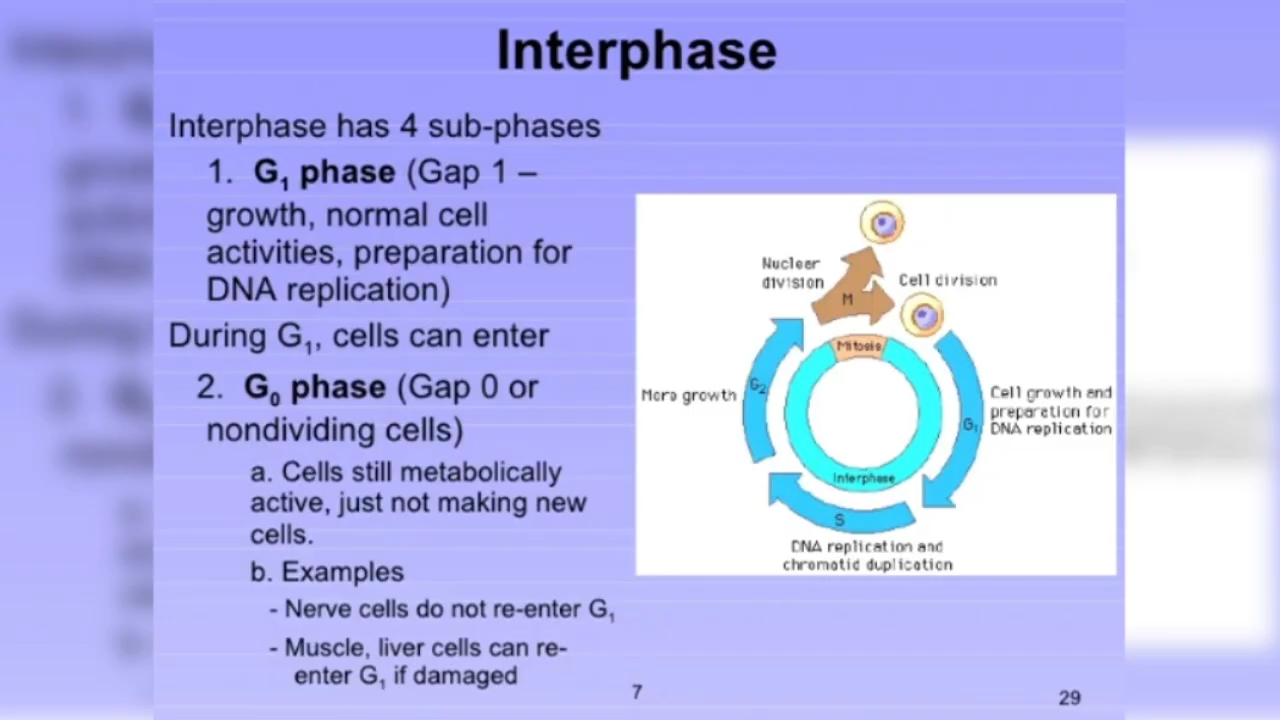 Interphase
Interphase has 4 sub-phases
1. G₁ phase (Gap 1 –
growth, normal cell
activities, preparation for
DNA replication)
During G₁, cells can enter
2. G₀ phase (Gap 0 or
nondividing cells)
a. Cells still metabolically
active, just not making new
cells.
b. Examples
- Nerve cells do not re-enter G₁
- Muscle, liver cells can re-
enter G₁ if damaged
Nuclear
division
M
Cell division
Mitosis
More growth
G₂
G₁
Cell growth and
preparation for
DNA replication
Interphase
S
DNA replication and
chromatid duplication
7
29